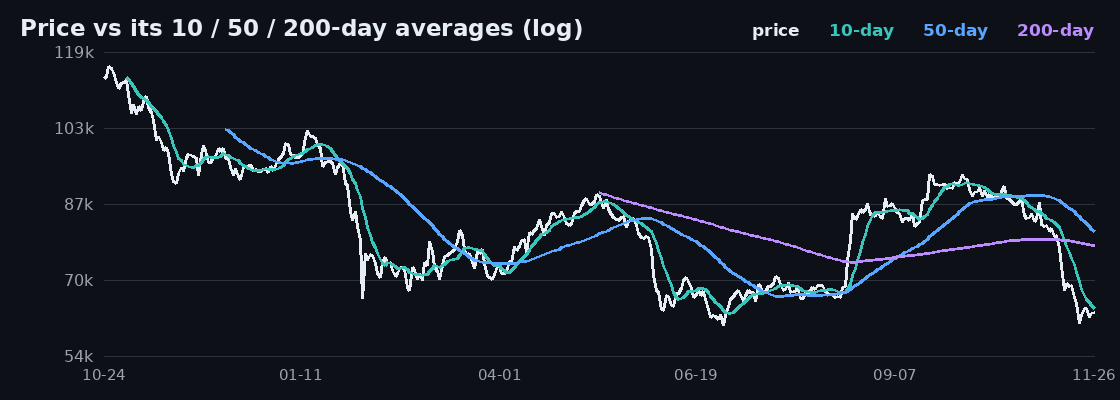 Price vs its 10 / 50 / 200-day averages (log)
price 10-day 50-day 200-day
119k
103k
87k
70k
54k
10-24 01-11 04-01 06-19 09-07 11-26